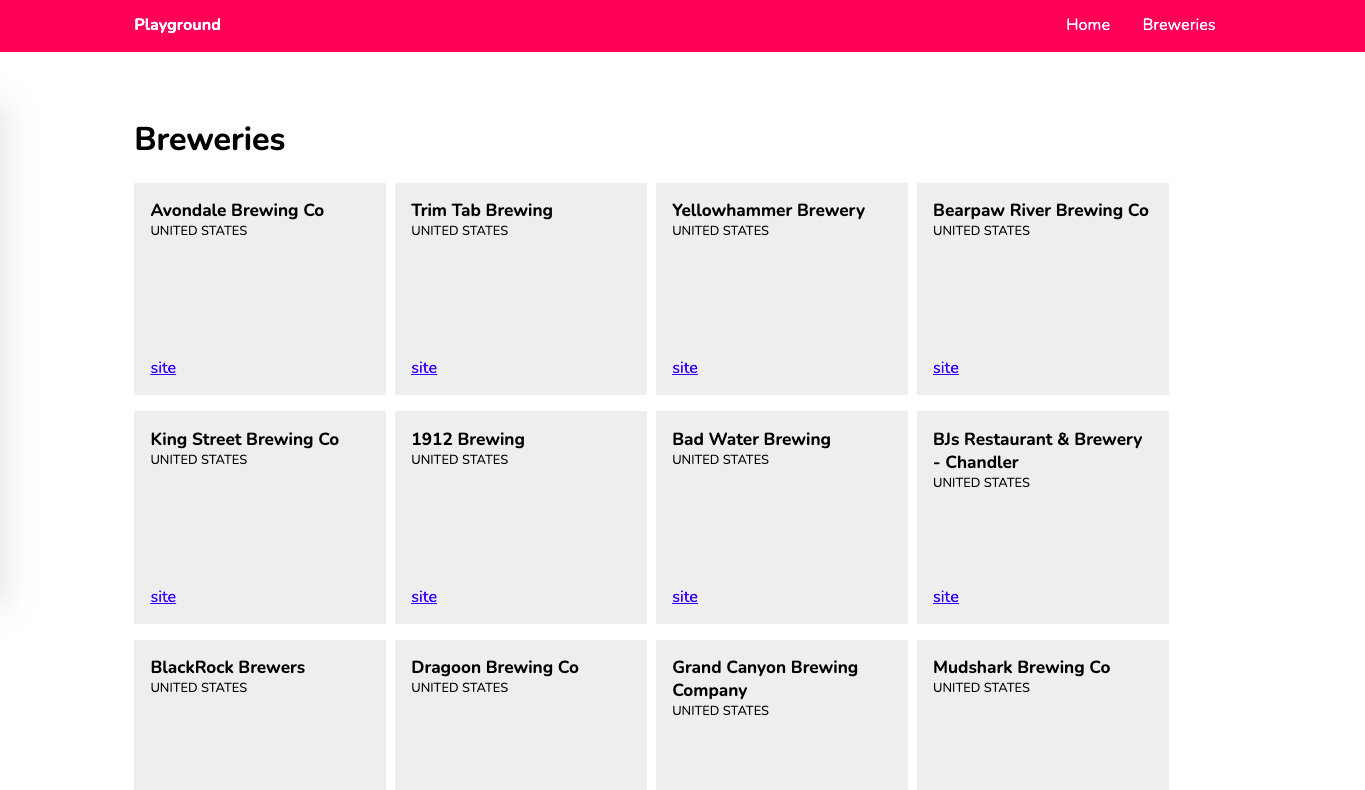 Playground
Home
Breweries
Breweries
Avondale Brewing Co
UNITED STATES
site
Trim Tab Brewing
UNITED STATES
site
Yellowhammer Brewery
UNITED STATES
site
Bearpaw River Brewing Co
UNITED STATES
site
King Street Brewing Co
UNITED STATES
site
1912 Brewing
UNITED STATES
site
Bad Water Brewing
UNITED STATES
site
BJs Restaurant & Brewery
- Chandler
UNITED STATES
site
BlackRock Brewers
UNITED STATES
Dragoon Brewing Co
UNITED STATES
Grand Canyon Brewing
Company
UNITED STATES
Mudshark Brewing Co
UNITED STATES